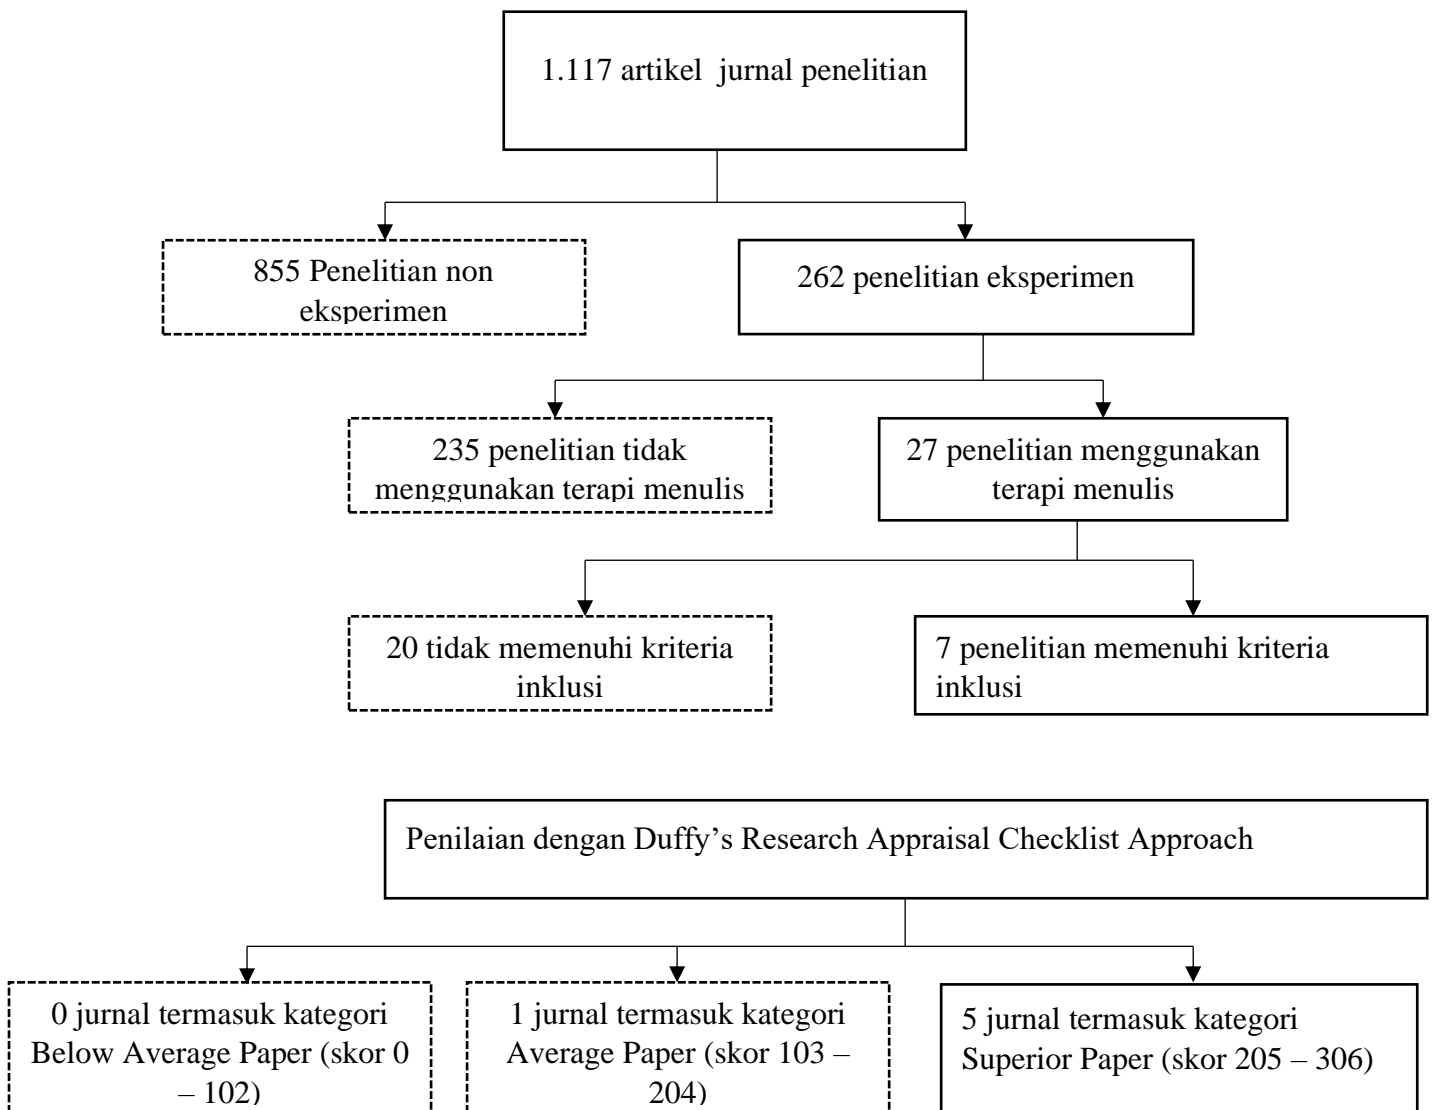 1.117 artikel jurnal penelitian
855 Penelitian non
eksperimen
262 penelitian eksperimen
235 penelitian tidak
menggunakan terapi menulis
27 penelitian menggunakan
terapi menulis
20 tidak memenuhi kriteria
inklusi
7 penelitian memenuhi kriteria
inklusi
Penilaian dengan Duffy’s Research Appraisal Checklist Approach
0 jurnal termasuk kategori
Below Average Paper (skor 0
– 102)
1 jurnal termasuk kategori
Average Paper (skor 103 –
204)
5 jurnal termasuk kategori
Superior Paper (skor 205 – 306)